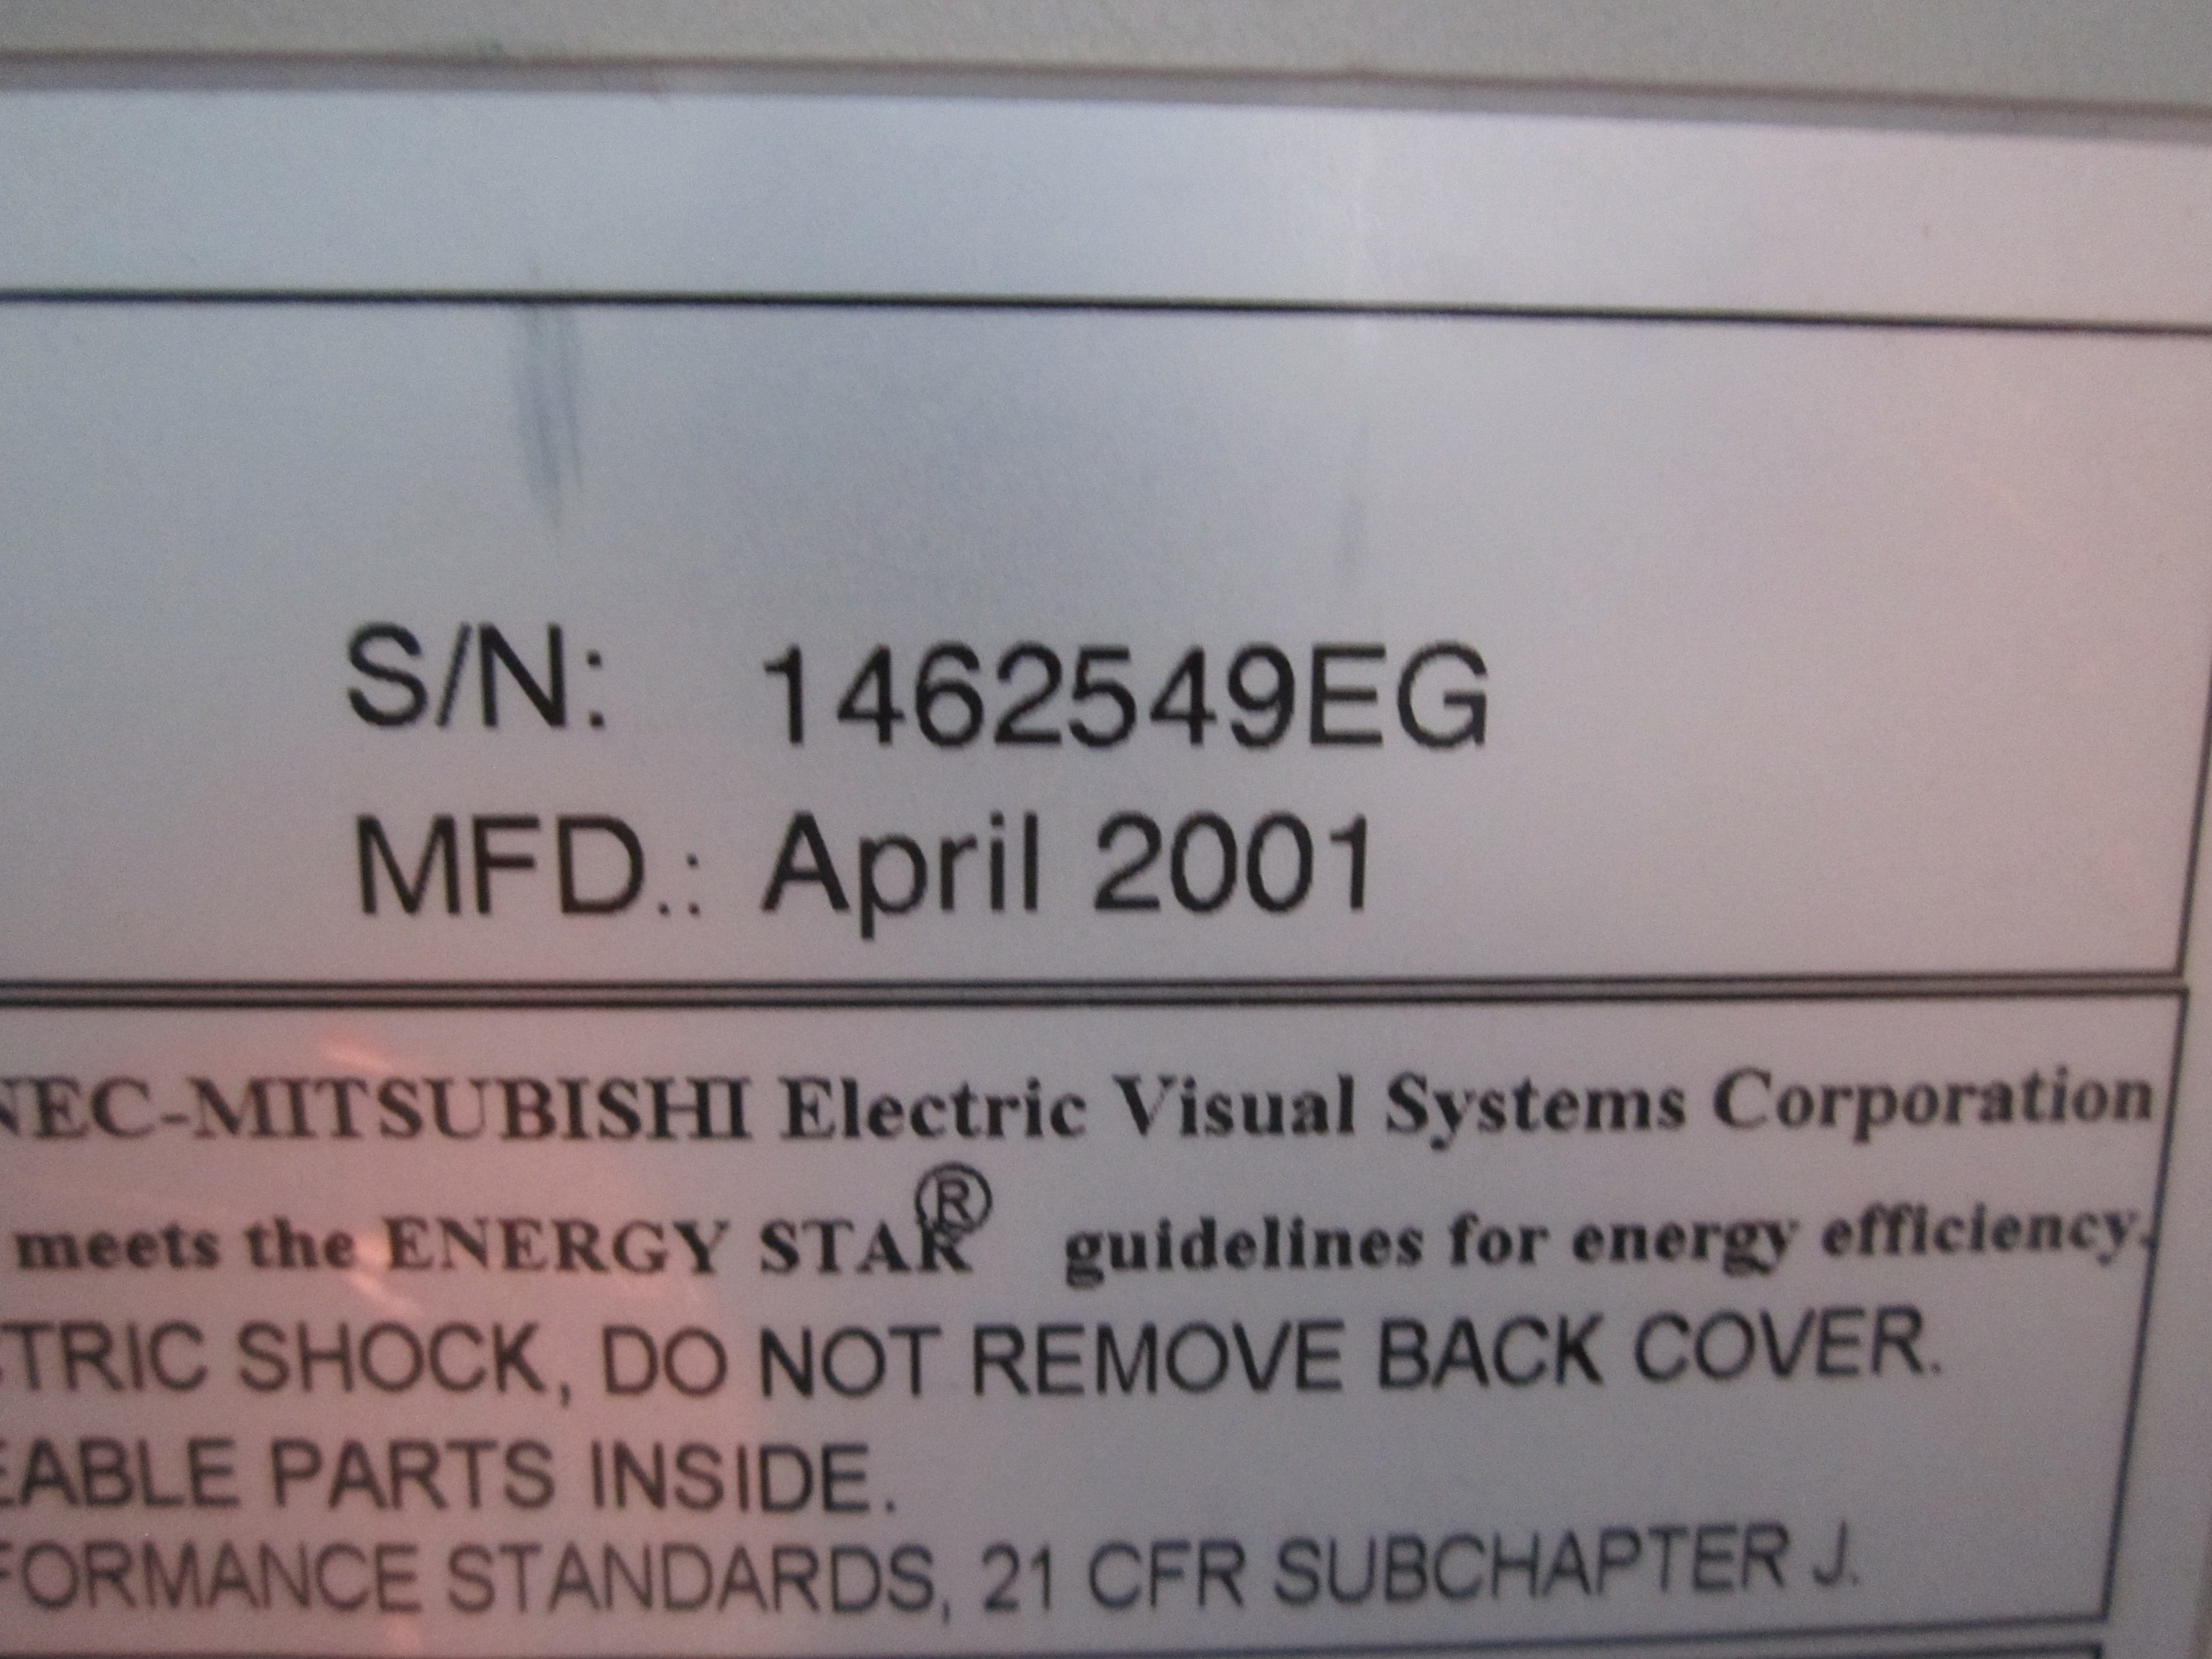 S/N: 1462549EG
MFD.: April 2001
NEC-MITSUBISHI Electric Visual Systems Corporation
meets the ENERGY STAR® guidelines for energy efficiency.
TRIC SHOCK, DO NOT REMOVE BACK COVER.
EABLE PARTS INSIDE.
FORMANCE STANDARDS, 21 CFR SUBCHAPTER J.